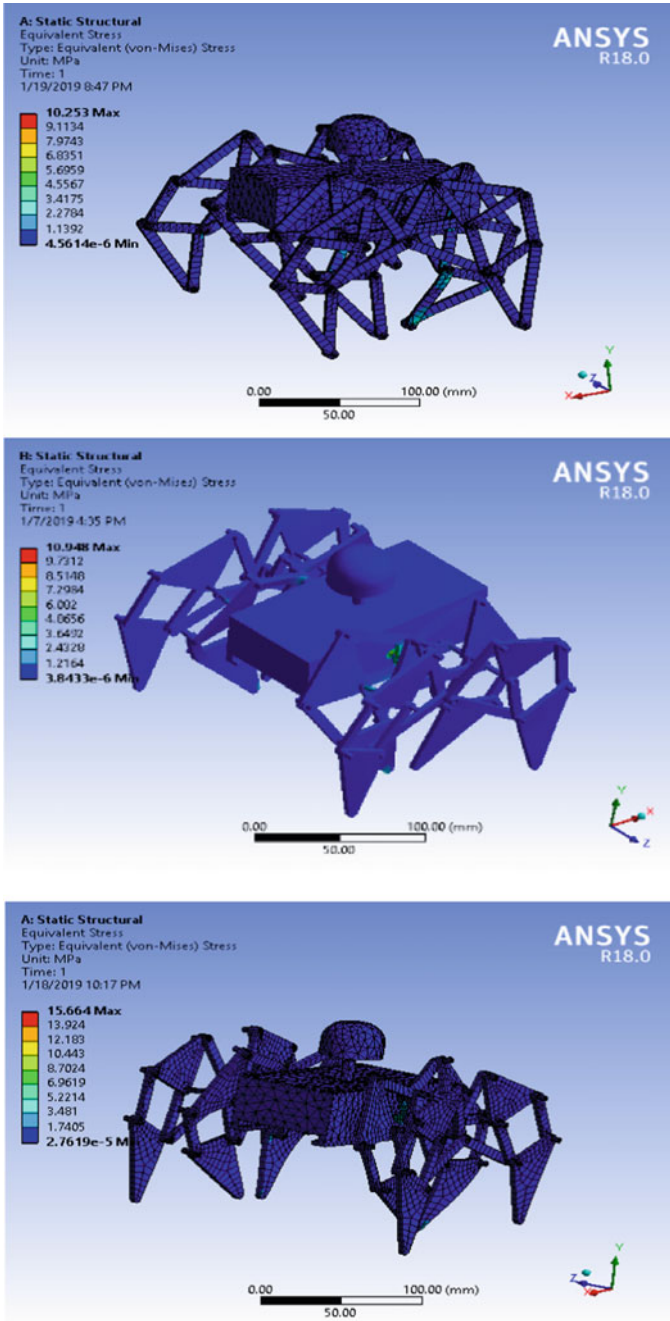 A: Static Structural
Equivalent Stress
Type: Equivalent (von-Mises) Stress
Unit: MPa
Time: 1
1/19/2019 8:47 PM
ANSYS
R18.0
10.253 Max
9.1134
7.9743
6.8351
5.6959
4.5567
3.4175
2.2784
1.1392
4.5614e-6 Min
0.00
100.00 (mm)
50.00
Y
Z
X
B: Static Structural
Equivalent Stress
Type: Equivalent (von-Mises) Stress
Unit: MPa
Time: 1
1/7/2019 4:35 PM
ANSYS
R18.0
10.948 Max
9.7312
8.5148
7.2984
6.082
4.8656
3.6492
2.4328
1.2164
3.8433e-6 Min
0.00
100.00 (mm)
50.00
Y
X
Z
A: Static Structural
Equivalent Stress
Type: Equivalent (von-Mises) Stress
Unit: MPa
Time: 1
1/18/2019 10:17 PM
ANSYS
R18.0
15.664 Max
13.924
12.183
10.443
8.7024
6.9619
5.2214
3.481
1.7405
2.7619e-5 M
0.00
100.00 (mm)
50.00
Y
Z
X